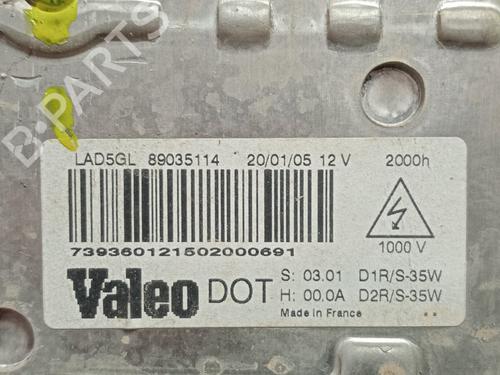 B-PARTS
LAD5GL 89035114 20/01/05 12 V 2000h
739360121502000691
1000 V
Valeo DOT S: 03.01 D1R/S-35W
H: 00.0A D2R/S-35W
Made in France